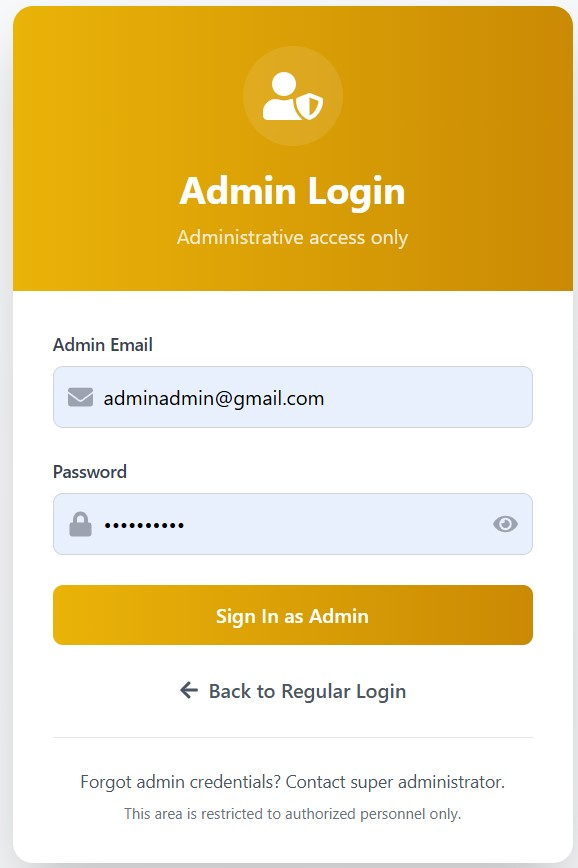 Admin Login
Administrative access only
Admin Email
adminadmin@gmail.com
Password
••••••••••
Sign In as Admin
Back to Regular Login
Forgot admin credentials? Contact super administrator.
This area is restricted to authorized personnel only.